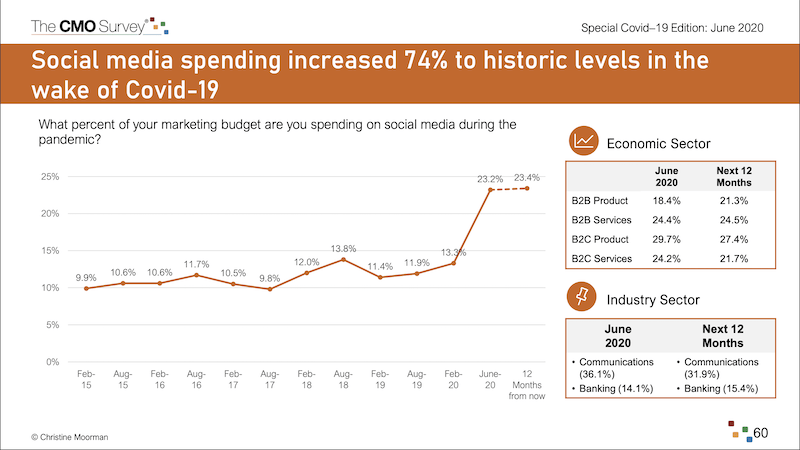 The CMO Survey
Special Covid–19 Edition: June 2020
Social media spending increased 74% to historic levels in the
wake of Covid-19
What percent of your marketing budget are you spending on social media during the
pandemic?
25%
20%
15%
10%
5%
0%
9.9%
10.6%
10.6%
11.7%
10.5%
9.8%
12.0%
13.8%
11.4%
11.9%
13.3%
23.2%
23.4%
Feb-
15
Aug-
15
Feb-
16
Aug-
16
Feb-
17
Aug-
17
Feb-
18
Aug-
18
Feb-
19
Aug-
19
Feb-
20
June-
20
12
Months
from now
Economic Sector
June
2020
Next 12
Months
B2B Product 18.4% 21.3%
B2B Services 24.4% 24.5%
B2C Product 29.7% 27.4%
B2C Services 24.2% 21.7%
Industry Sector
June
2020
Next 12
Months
• Communications
(36.1%)
• Banking (14.1%)
• Communications
(31.9%)
• Banking (15.4%)
© Christine Moorman
60